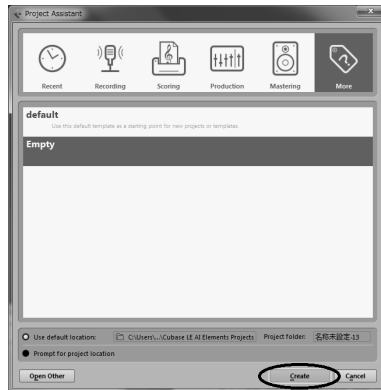 Project Assistant
Recent Recording Scoring Production Mastering More
default
Use this default template as a starting point for new projects or templates.
Empty
Use default location: C:\Users\...\Cubase LE AI Elements Projects Project folder: 名称未設定-13
Prompt for project location
Open Other Create Cancel